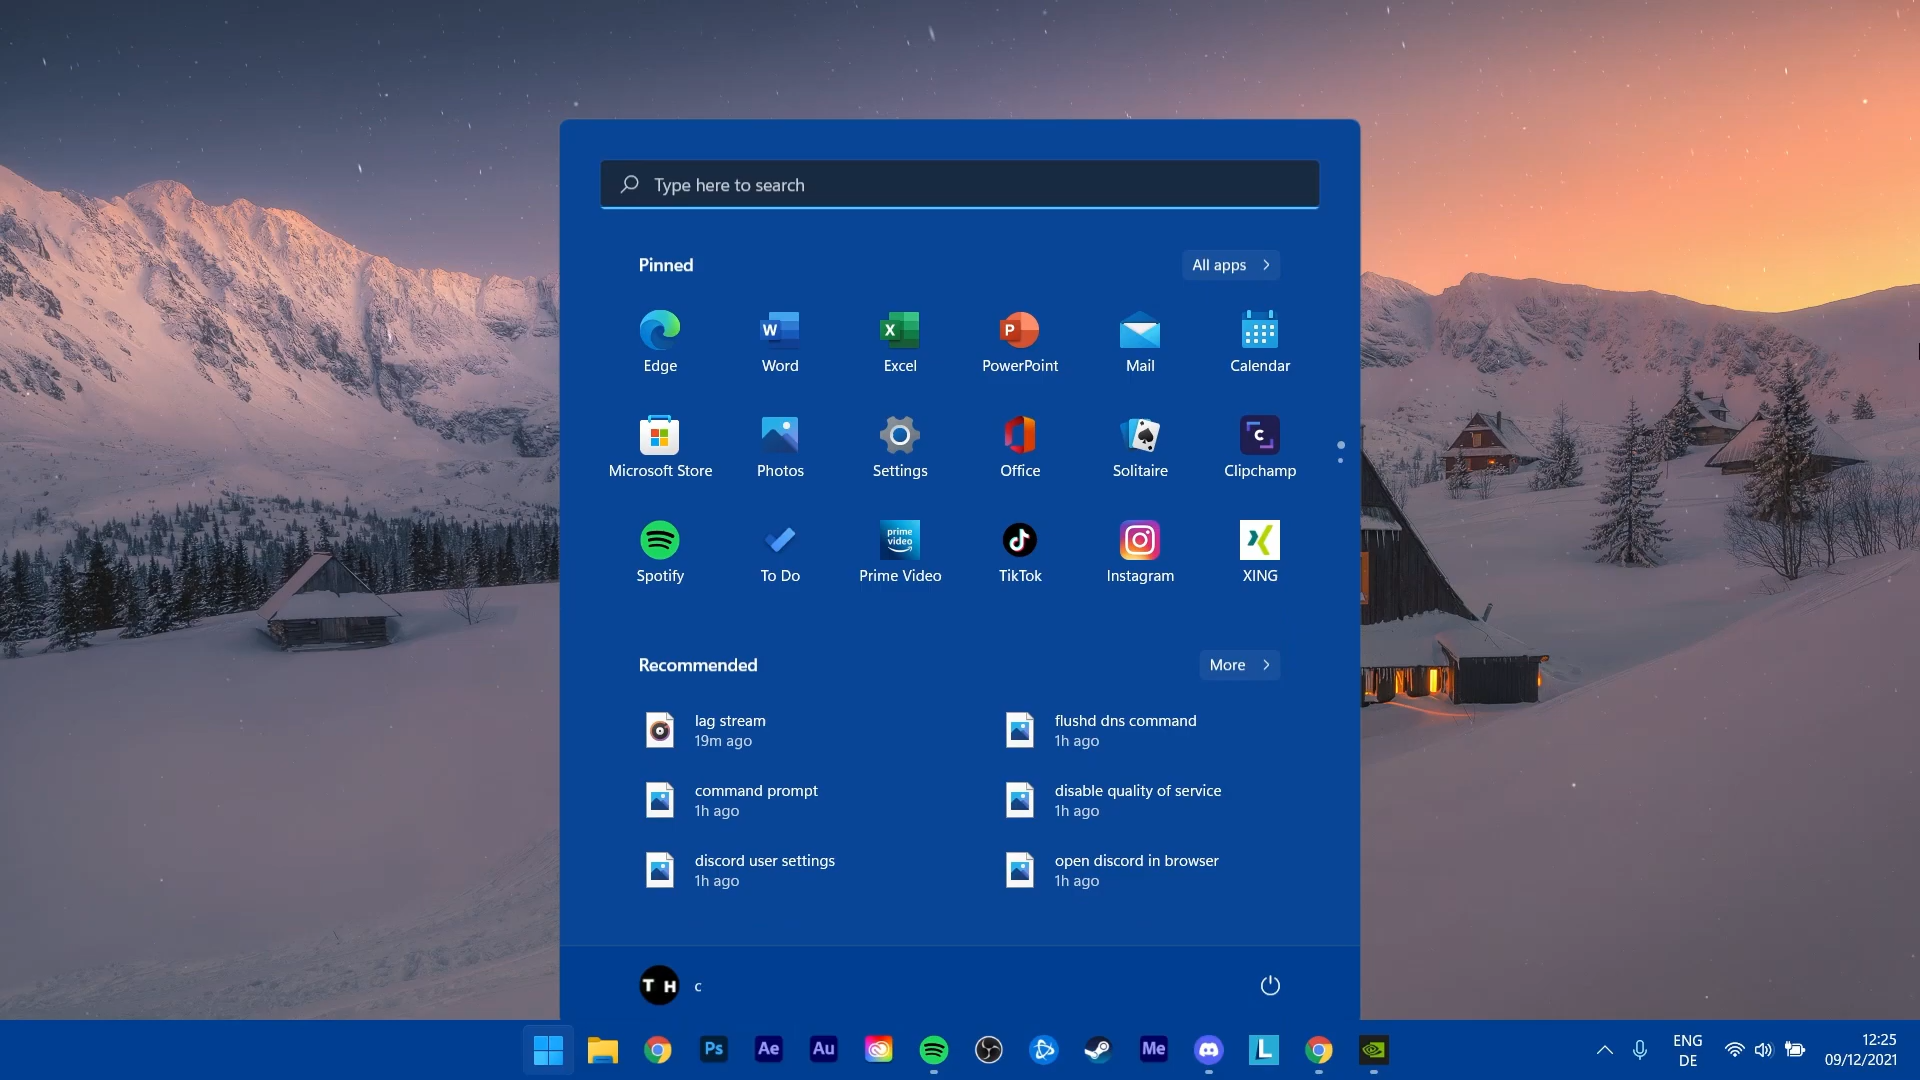 Type here to search
Pinned
All apps
Edge
Word
Excel
PowerPoint
Mail
Calendar
Microsoft Store
Photos
Settings
Office
Solitaire
Clipchamp
prime
video
Spotify
To Do
Prime Video
TikTok
Instagram
XING
Recommended
More
lag stream
19m ago
flushd dns command
1h ago
command prompt
1h ago
disable quality of service
1h ago
discord user settings
1h ago
open discord in browser
1h ago
T H
c
Ps
Ae
Au
Me
L
ENG
DE
12:25
09/12/2021